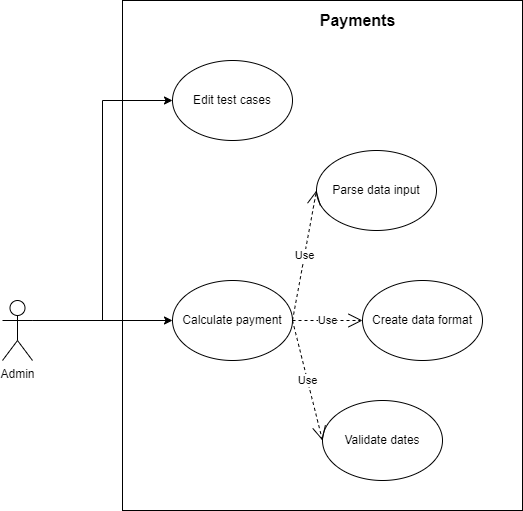 Payments
Edit test cases
Parse data input
Use
Calculate payment
Use
Create data format
Admin
Use
Validate dates